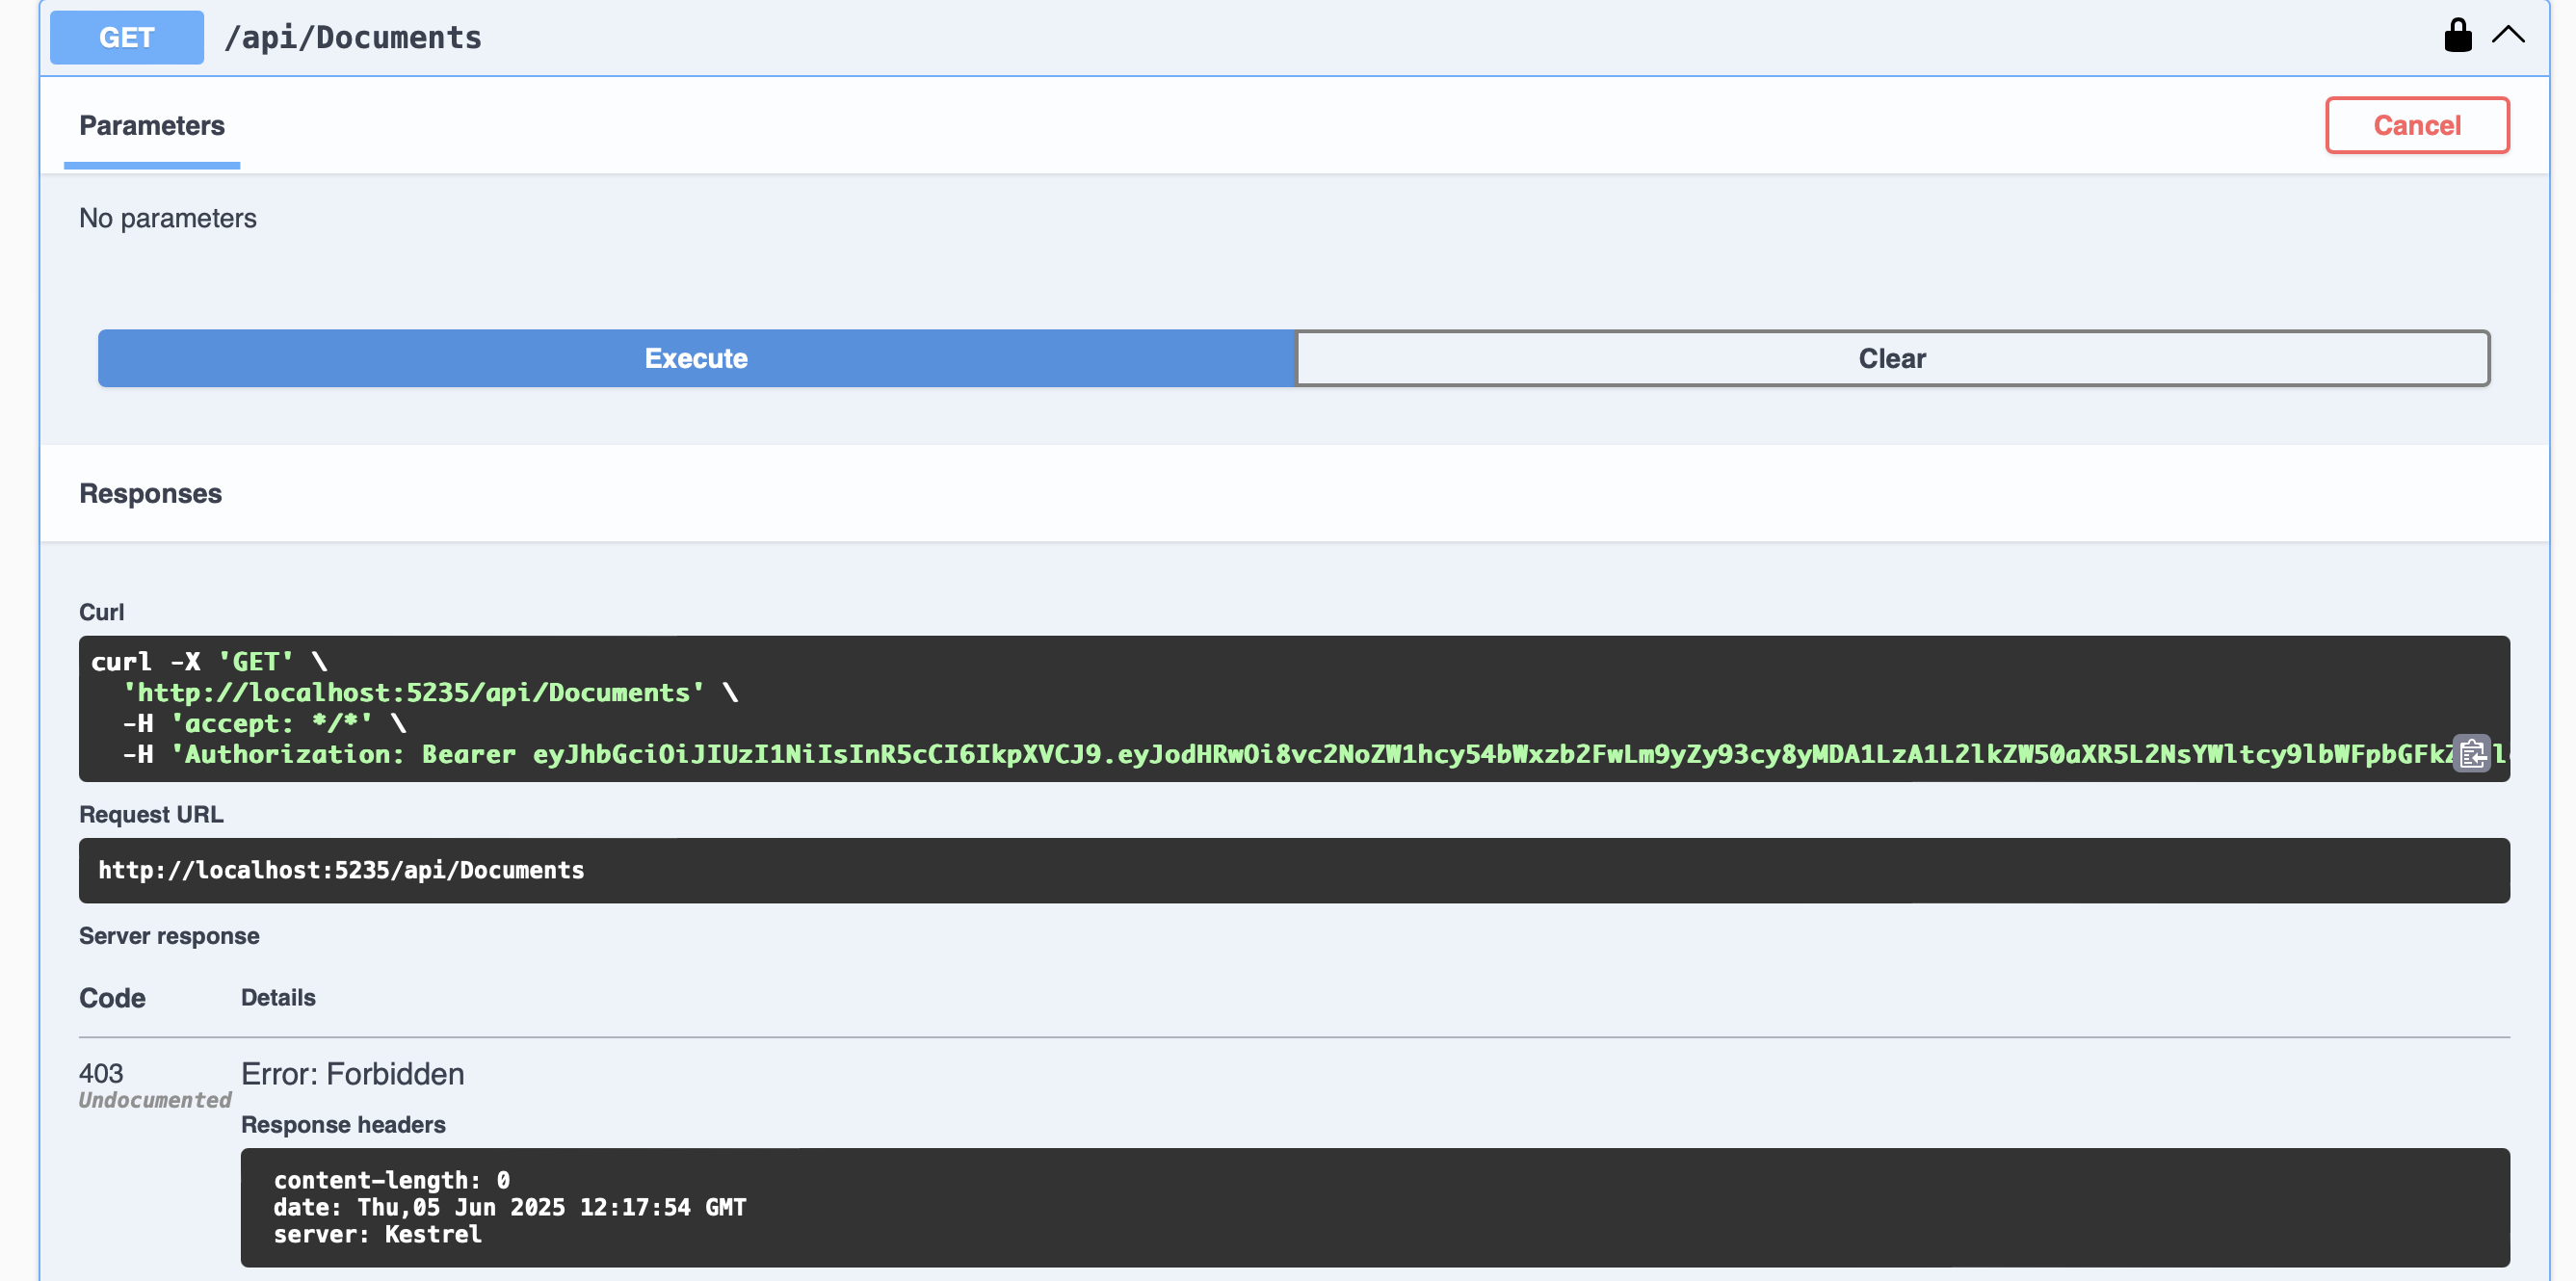 GET /api/Documents
Parameters
Cancel
No parameters
Execute
Clear
Responses
Curl
curl -X 'GET' \
'http://localhost:5235/api/Documents' \
-H 'accept: */*' \
-H 'Authorization: Bearer eyJhbGciOiJIUzI1NiIsInR5cCI6IkpXVCJ9.eyJodHRwOi8vc2NoZW1hcy54bWxzb2FwLm9yZy93cy8yMDA1LzA1L2lkZW50aXR5L2NsYWltcy9lbWFpbGFkZ
Request URL
http://localhost:5235/api/Documents
Server response
Code Details
403 Error: Forbidden
Undocumented
Response headers
content-length: 0
date: Thu,05 Jun 2025 12:17:54 GMT
server: Kestrel